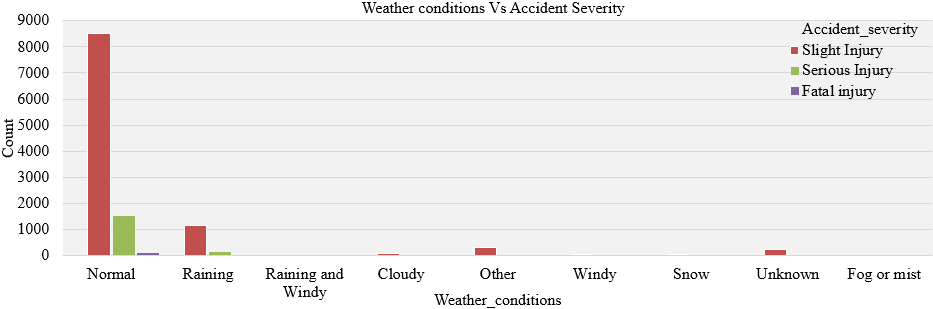 Weather conditions Vs Accident Severity
9000
8000
7000
6000
5000
4000
3000
2000
1000
0
Count
Accident_severity
Slight Injury
Serious Injury
Fatal injury
Normal
Raining
Raining and
Windy
Cloudy
Other
Windy
Snow
Unknown
Fog or mist
Weather_conditions